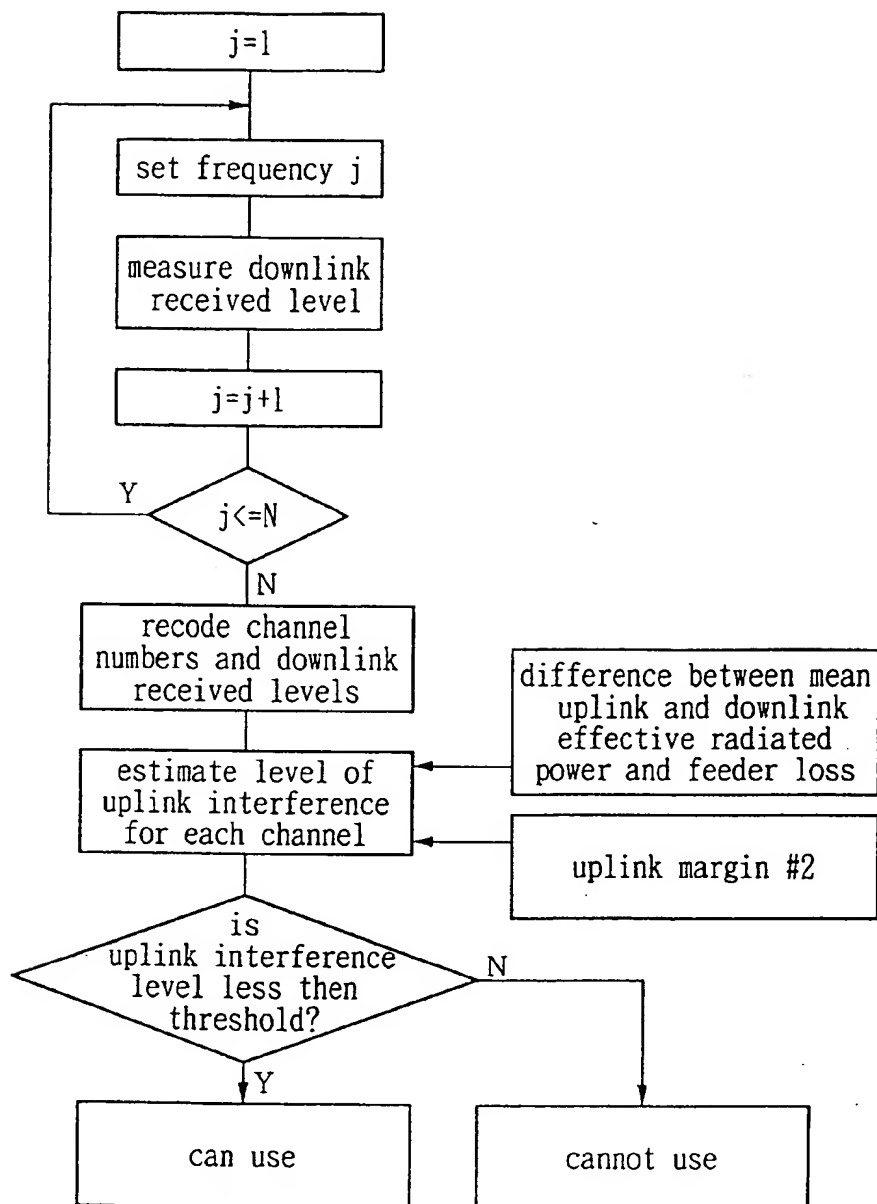 j=1
set frequency j
measure downlink
received level
j=j+1
Y
j<=N
N
recode channel
numbers and downlink
received levels
difference between mean
uplink and downlink
effective radiated
power and feeder loss
estimate level of
uplink interference
for each channel
uplink margin #2
is
uplink interference
level less then
threshold?
N
Y
can use
cannot use